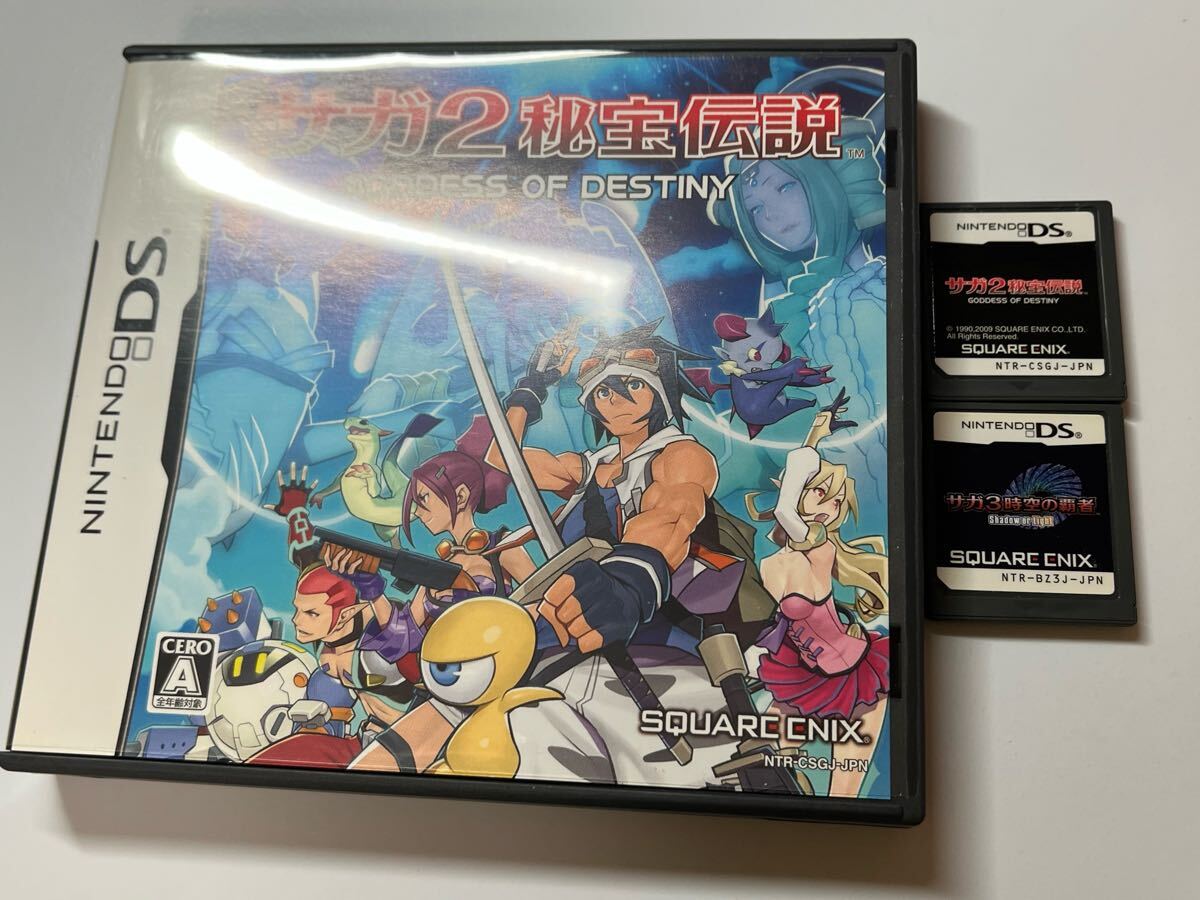 サガ2秘宝伝説 TM
GODDESS OF DESTINY
NINTENDO DS®
CERO
A
全年齢対象
SQUARE ENIX®
NTR-CSGJ-JPN
NINTENDO DS®
サガ2秘宝伝説 TM
GODDESS OF DESTINY
© 1990,2009 SQUARE ENIX CO.,LTD.
All Rights Reserved.
SQUARE ENIX®
NTR-CSGJ-JPN
NINTENDO DS®
サガ3時空の覇者
Shadow or Light
SQUARE ENIX®
NTR-BZ3J-JPN